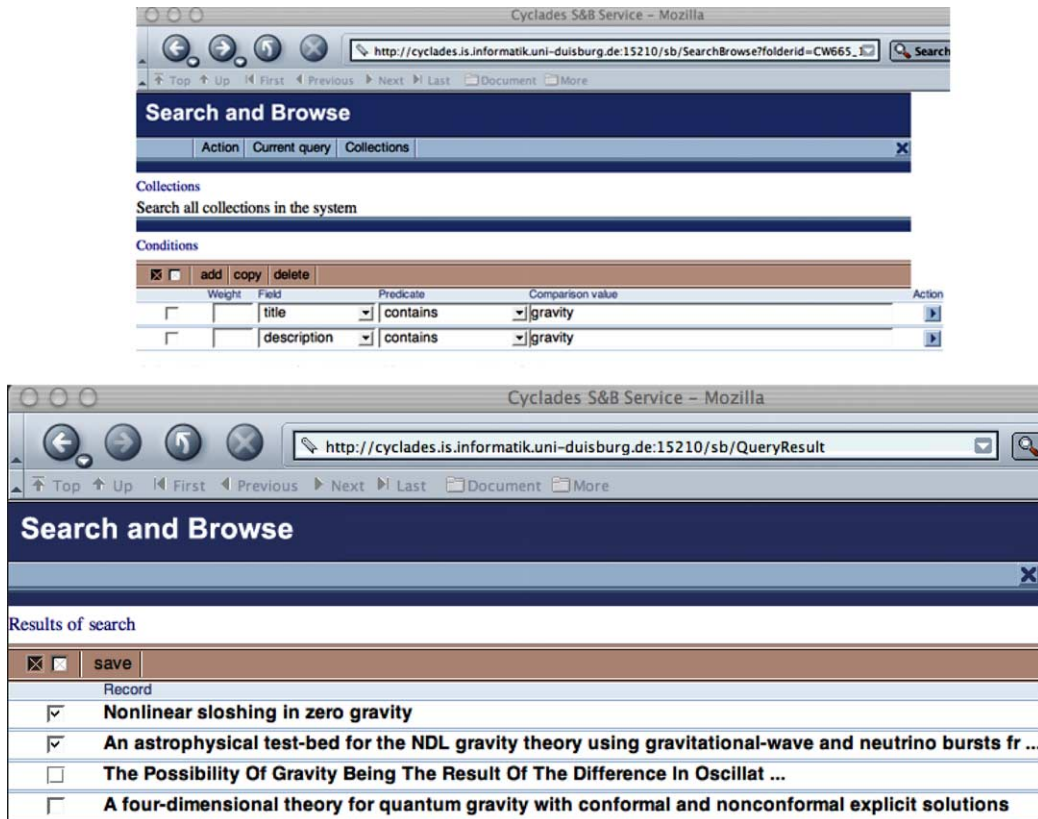 Cyclades S&B Service – Mozilla
http://cyclades.is.informatik.uni-duisburg.de:15210/sb/SearchBrowse?folderid=CW665_1 Search
Top Up First Previous Next Last Document More
Search and Browse
Action Current query Collections
Collections
Search all collections in the system
Conditions
add copy delete
Weight Field Predicate Comparison value Action
title contains gravity
description contains gravity
Cyclades S&B Service – Mozilla
http://cyclades.is.informatik.uni-duisburg.de:15210/sb/QueryResult
Top Up First Previous Next Last Document More
Search and Browse
Results of search
save
Record
Nonlinear sloshing in zero gravity
An astrophysical test-bed for the NDL gravity theory using gravitational-wave and neutrino bursts fr ...
The Possibility Of Gravity Being The Result Of The Difference In Oscillat ...
A four-dimensional theory for quantum gravity with conformal and nonconformal explicit solutions